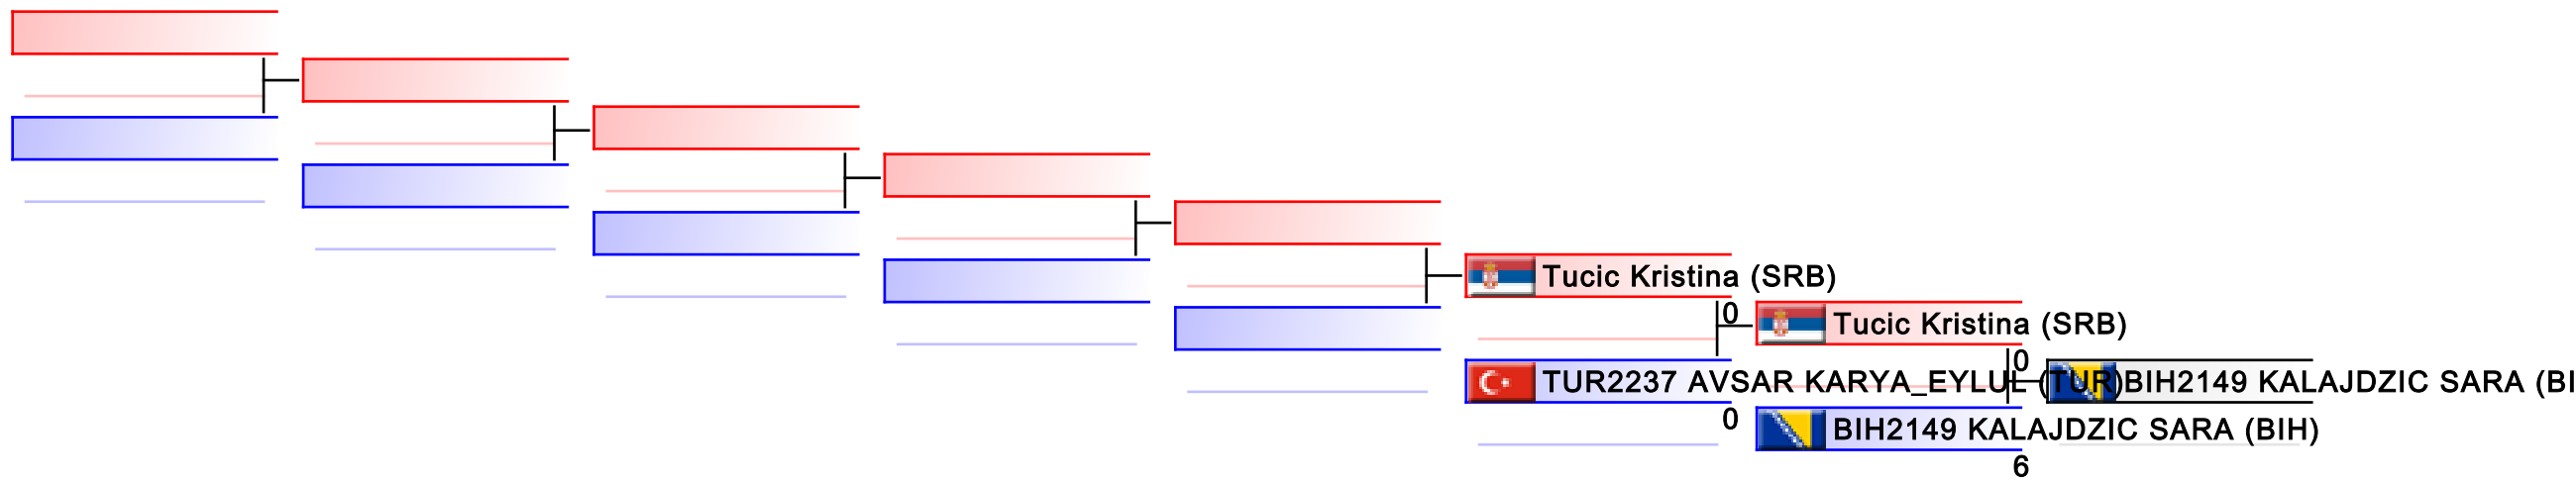 Tucic Kristina (SRB)
0
Tucic Kristina (SRB)
0
TUR2237 AVSAR KARYA_EYLUL (TUR)
BIH2149 KALAJDZIC SARA (BI
0
BIH2149 KALAJDZIC SARA (BIH)
6